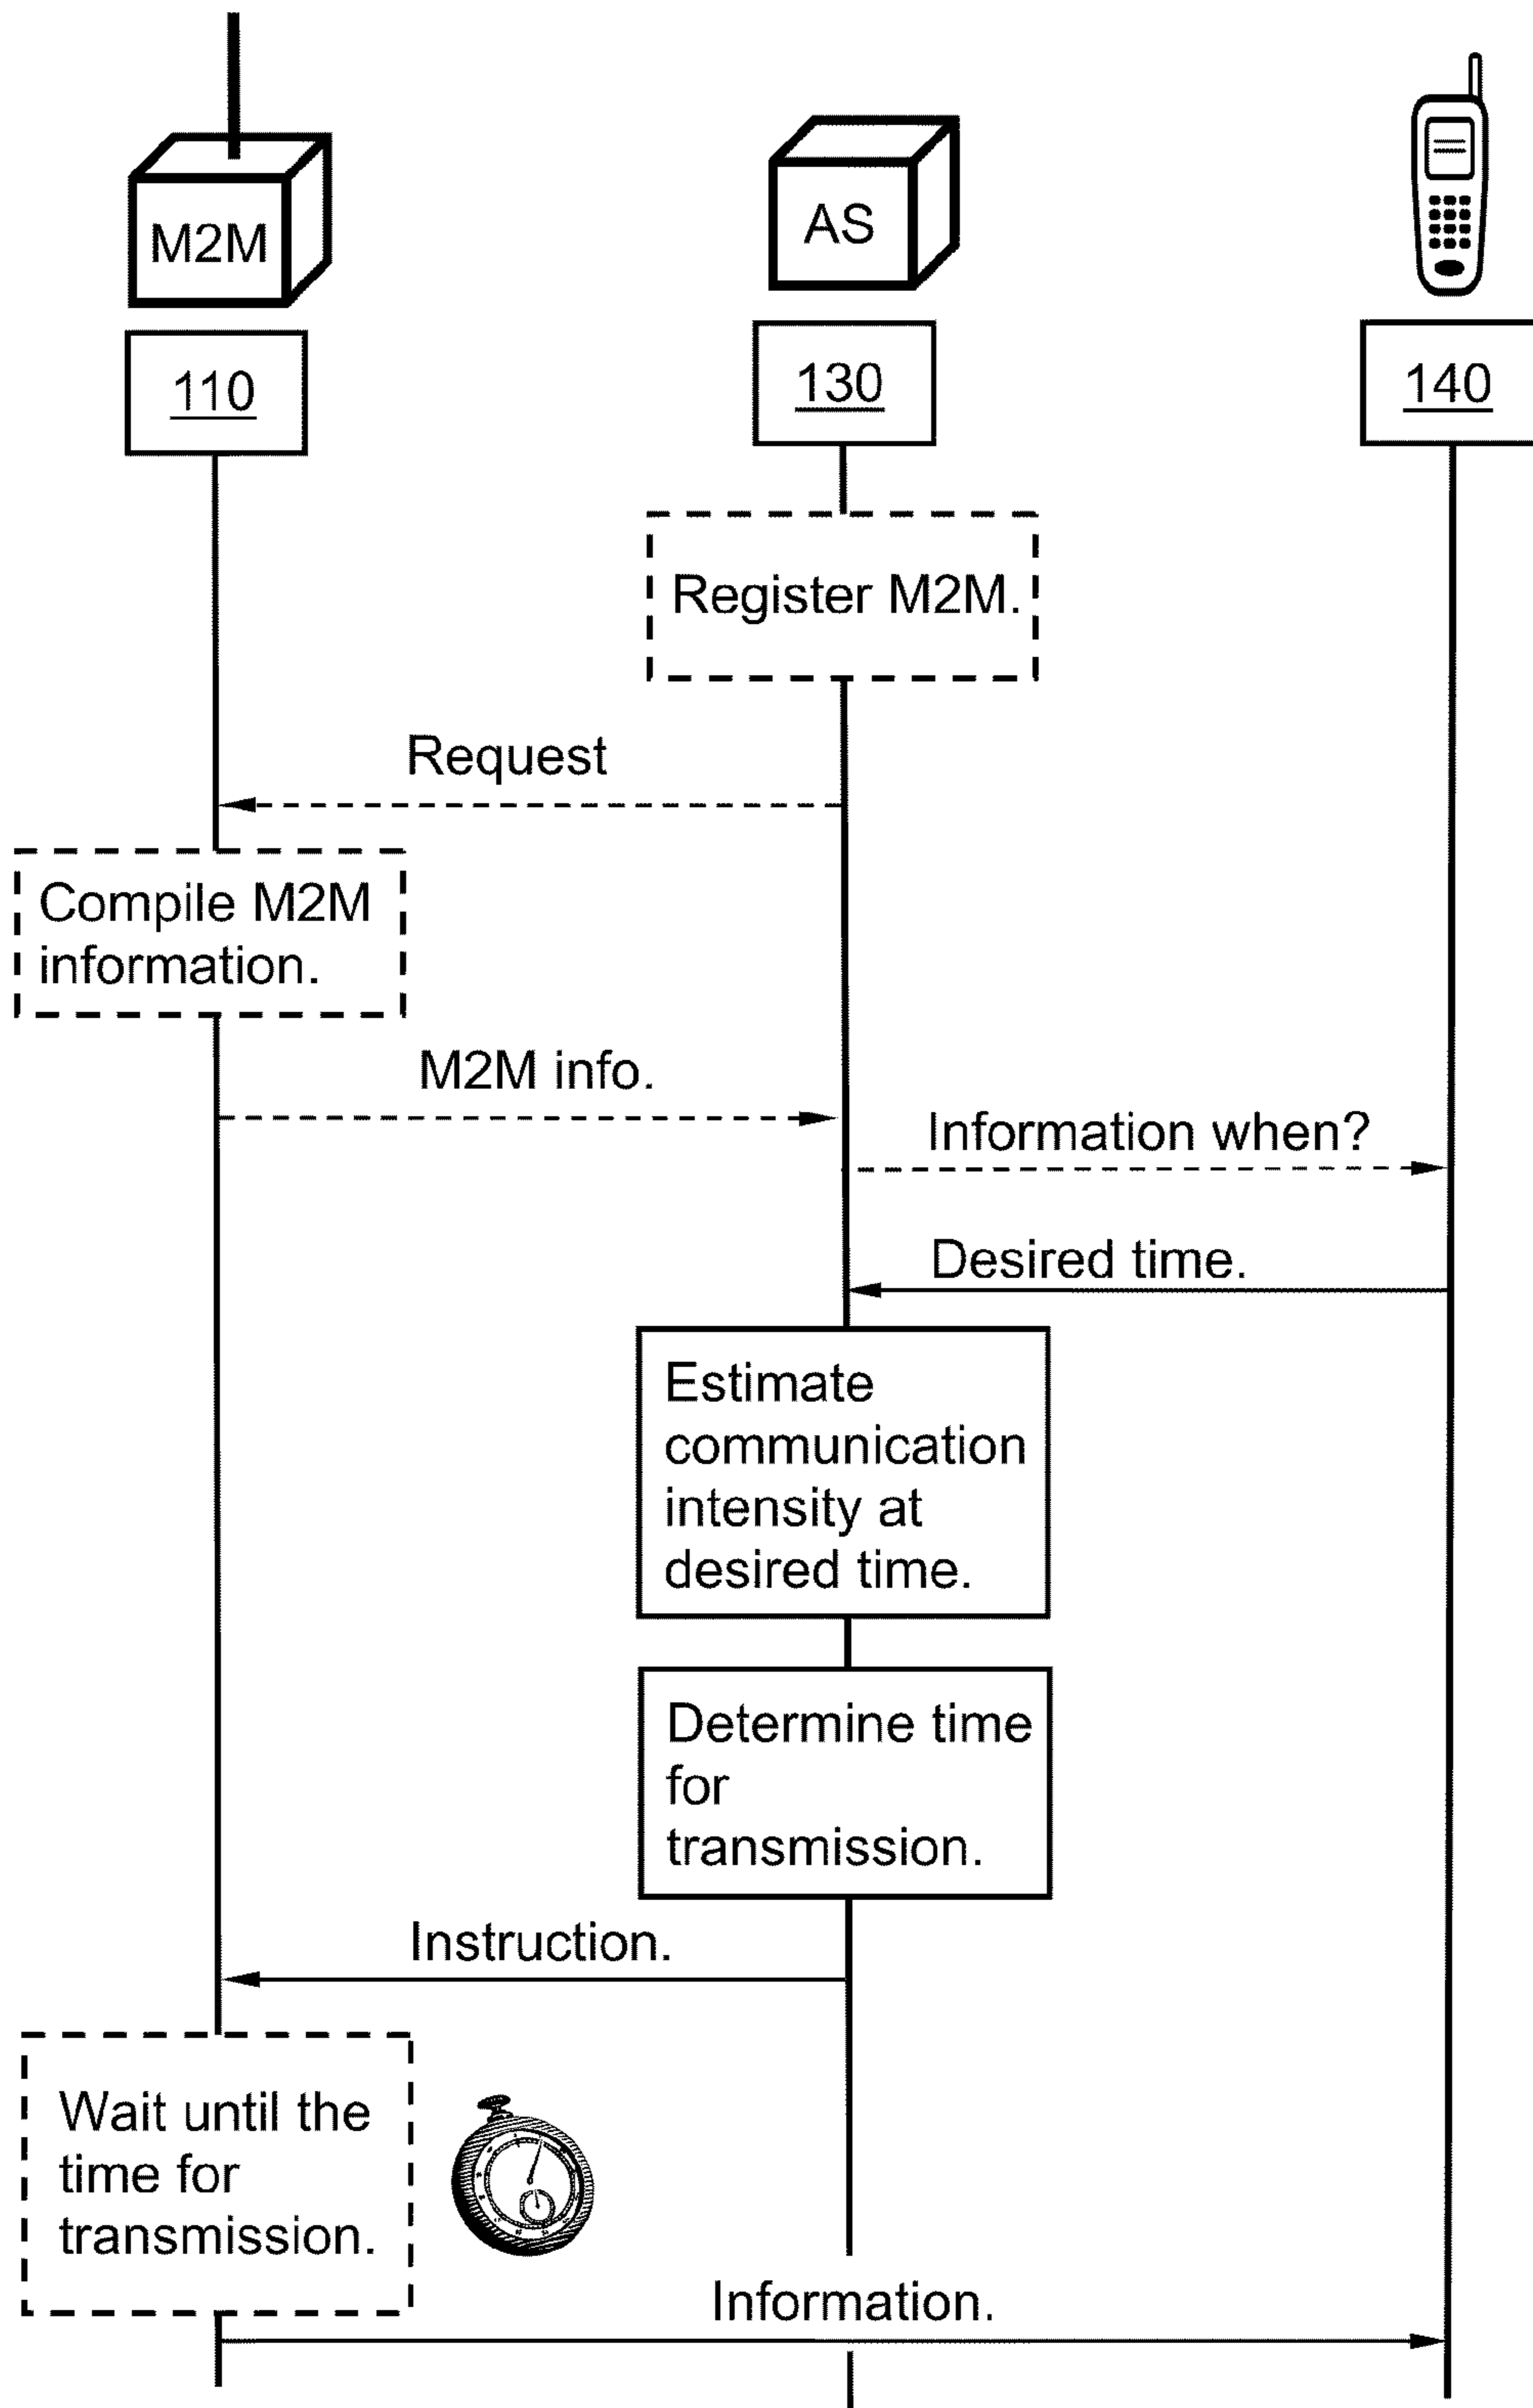 M2M
AS
110
130
140
Register M2M.
Request
Compile M2M
information.
M2M info.
Information when?
Desired time.
Estimate
communication
intensity at
desired time.
Determine time
for
transmission.
Instruction.
Wait until the
time for
transmission.
Information.